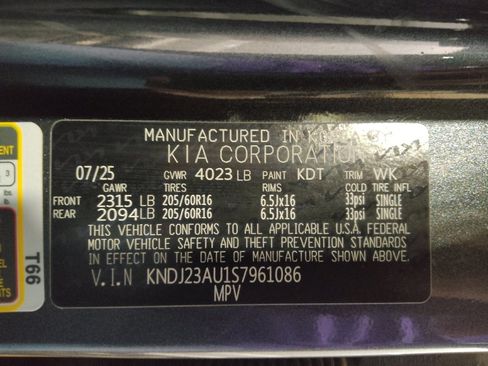 MANUFACTURED IN
KIA CORPORATION
07/25 GVWR 4023 LB PAINT KDT TRIM WK
GAWR TIRES RIMS COLD TIRE INFL
FRONT 2315 LB 205/60R16 6.5Jx16 33psi SINGLE
REAR 2094 LB 205/60R16 6.5Jx16 33psi SINGLE
THIS VEHICLE CONFORMS TO ALL APPLICABLE U.S.A. FEDERAL
MOTOR VEHICLE SAFETY AND THEFT PREVENTION STANDARDS
IN EFFECT ON THE DATE OF MANUFACTURE SHOWN ABOVE.
V.I.N KNDJ23AU1S7961086
MPV
T66